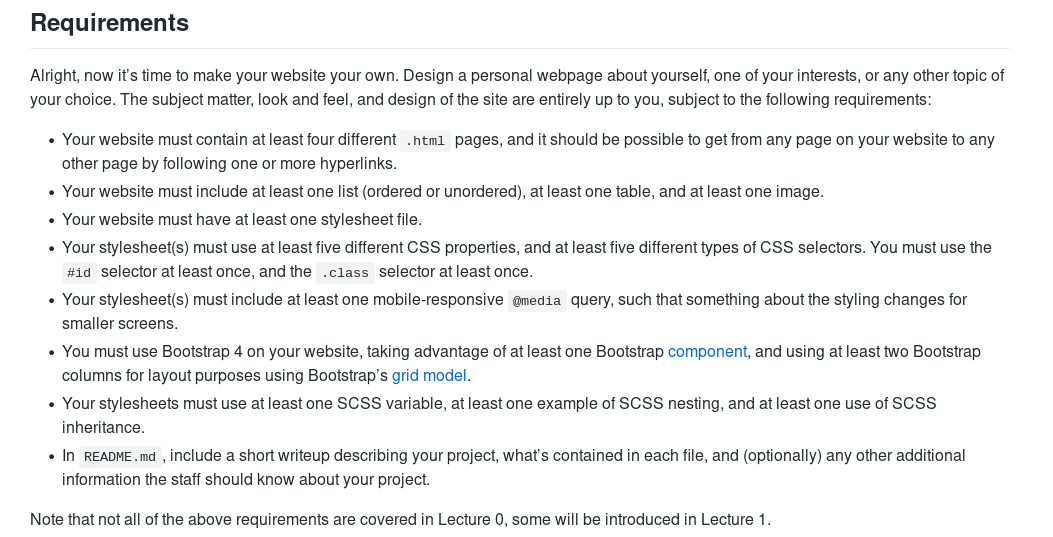 Requirements
Alright, now it's time to make your website your own. Design a personal webpage about yourself, one of your interests, or any other topic of
your choice. The subject matter, look and feel, and design of the site are entirely up to you, subject to the following requirements:
• Your website must contain at least four different .html pages, and it should be possible to get from any page on your website to any
other page by following one or more hyperlinks.
• Your website must include at least one list (ordered or unordered), at least one table, and at least one image.
• Your website must have at least one stylesheet file.
• Your stylesheet(s) must use at least five different CSS properties, and at least five different types of CSS selectors. You must use the
#id selector at least once, and the .class selector at least once.
• Your stylesheet(s) must include at least one mobile-responsive @media query, such that something about the styling changes for
smaller screens.
• You must use Bootstrap 4 on your website, taking advantage of at least one Bootstrap component, and using at least two Bootstrap
columns for layout purposes using Bootstrap's grid model.
• Your stylesheets must use at least one SCSS variable, at least one example of SCSS nesting, and at least one use of SCSS
inheritance.
• In README.md, include a short writeup describing your project, what's contained in each file, and (optionally) any other additional
information the staff should know about your project.
Note that not all of the above requirements are covered in Lecture 0, some will be introduced in Lecture 1.